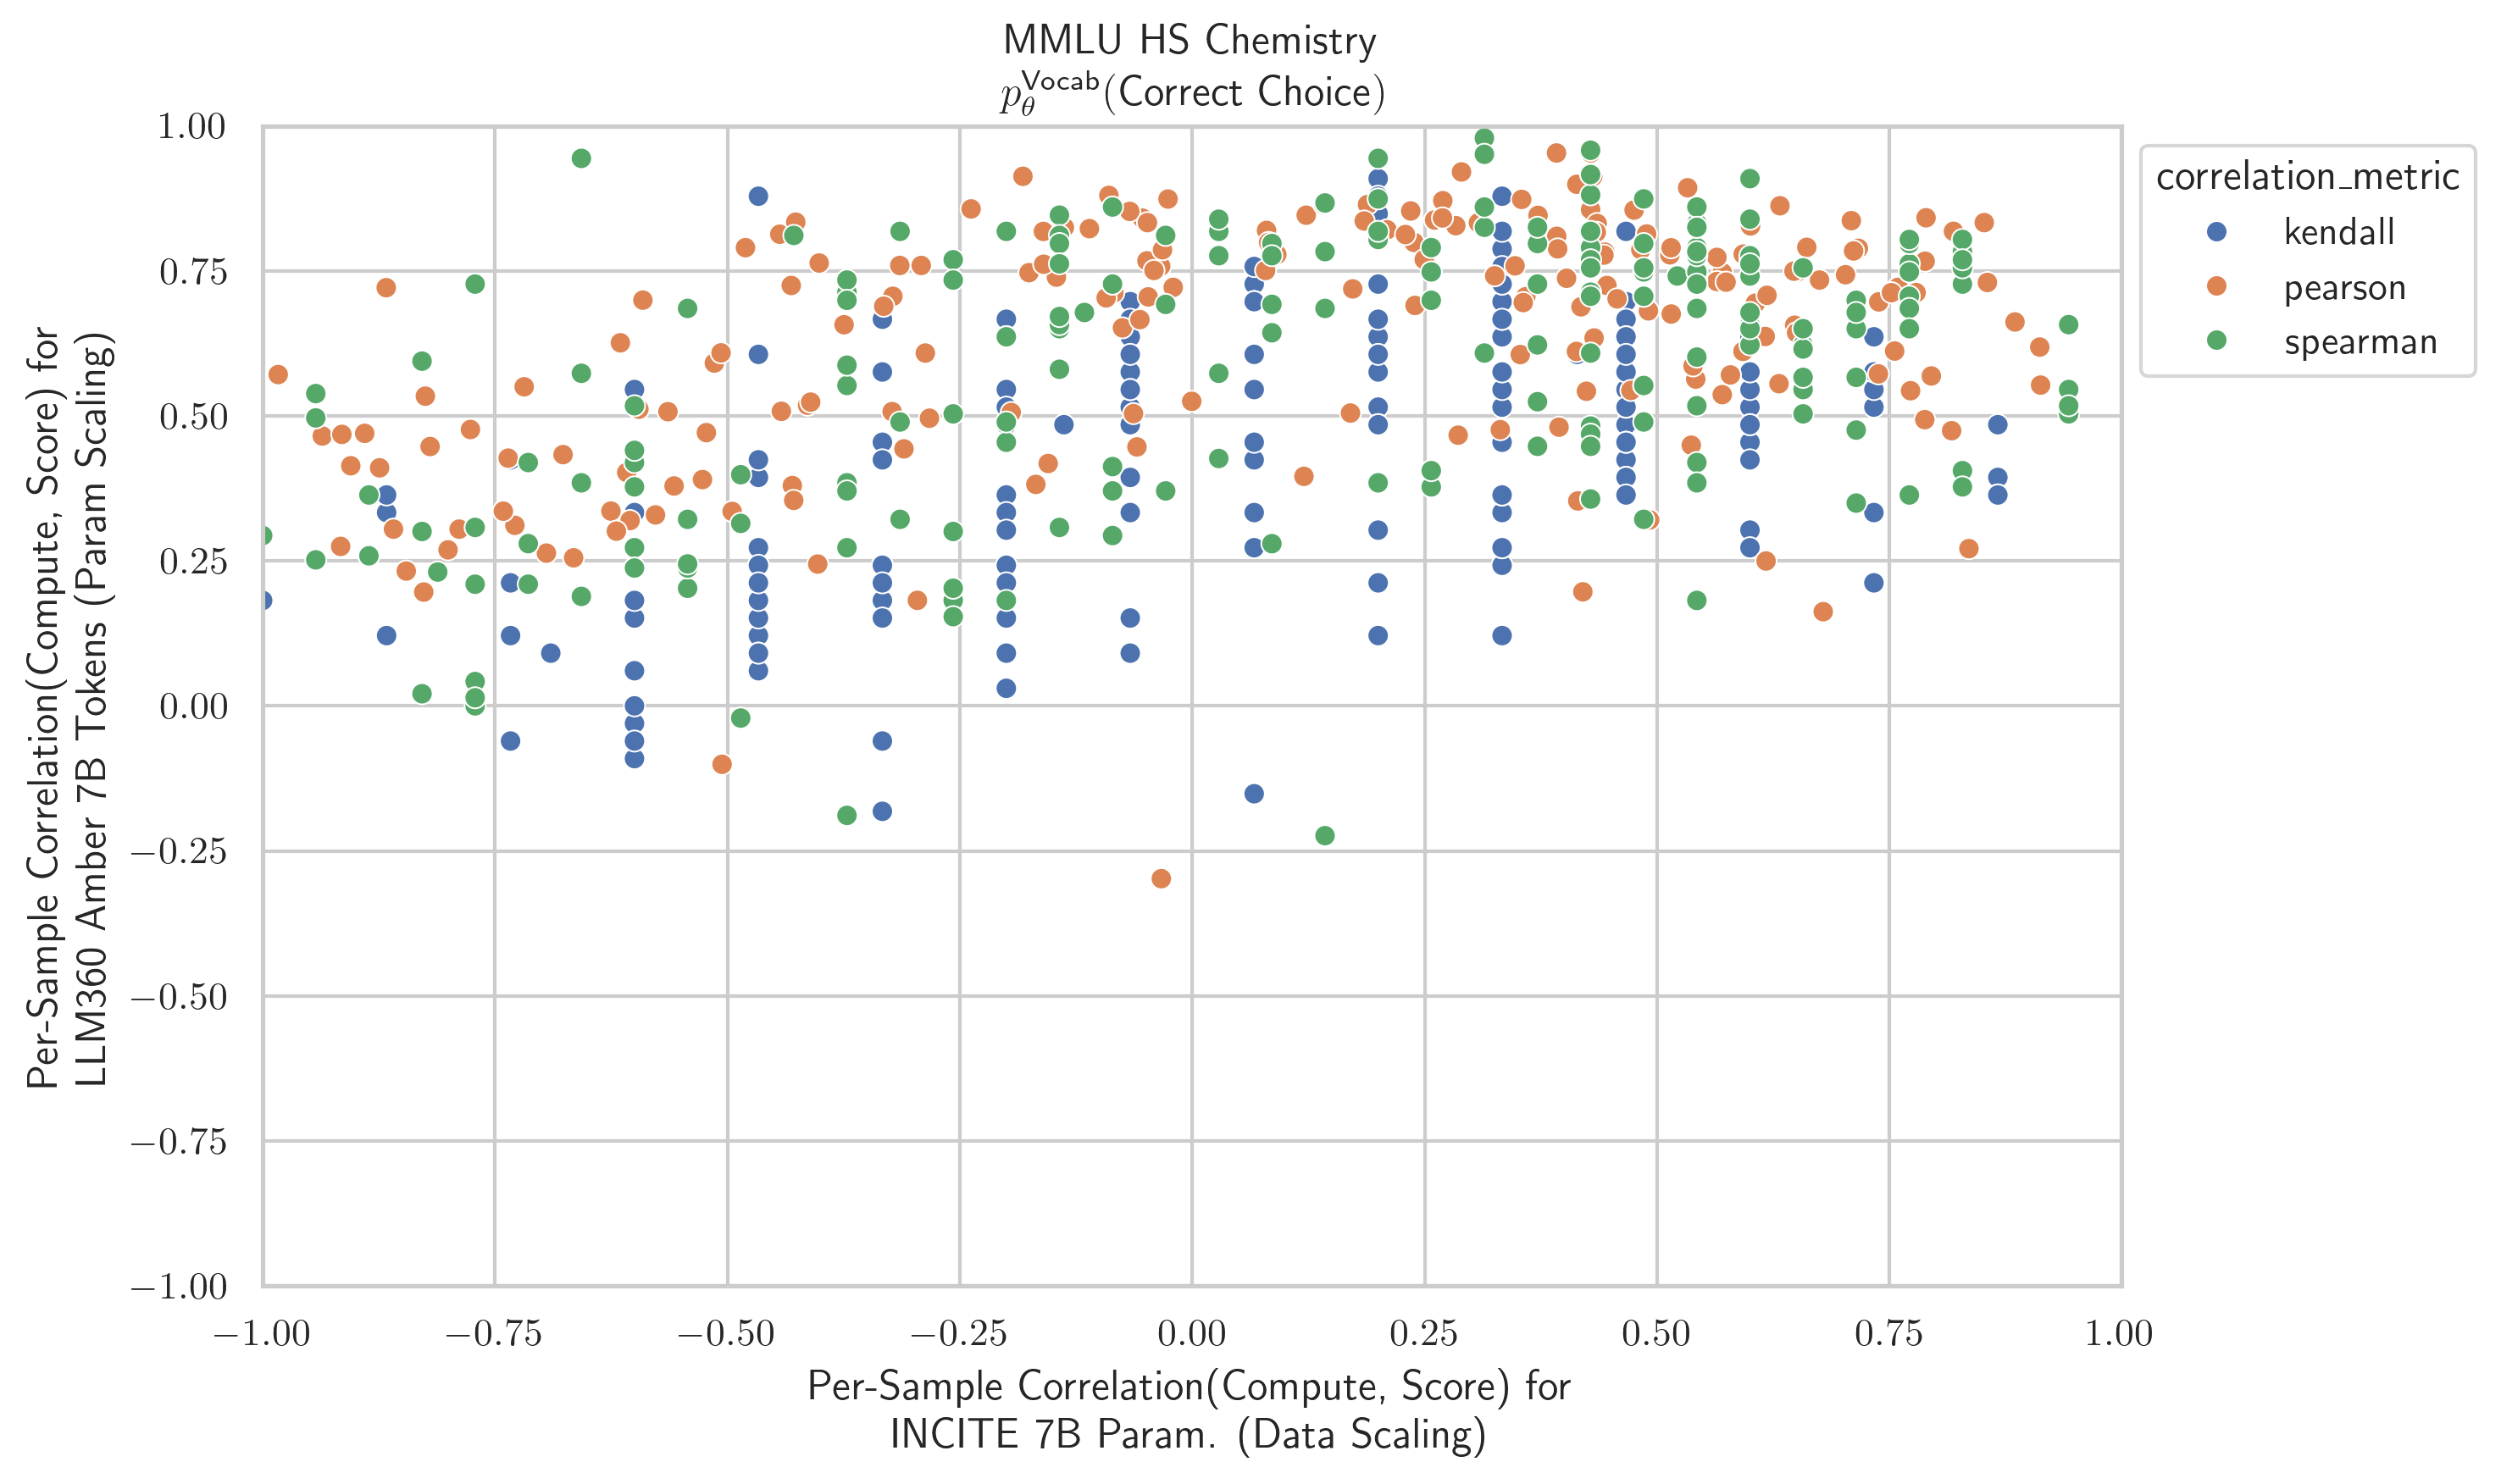 MMLU HS Chemistry
p_θ^Vocab(Correct Choice)
Per-Sample Correlation(Compute, Score) for
LLM360 Amber 7B Tokens (Param Scaling)
1.00
0.75
0.50
0.25
0.00
−0.25
−0.50
−0.75
−1.00
−1.00 −0.75 −0.50 −0.25 0.00 0.25 0.50 0.75 1.00
Per-Sample Correlation(Compute, Score) for
INCITE 7B Param. (Data Scaling)
correlation_metric
kendall
pearson
spearman